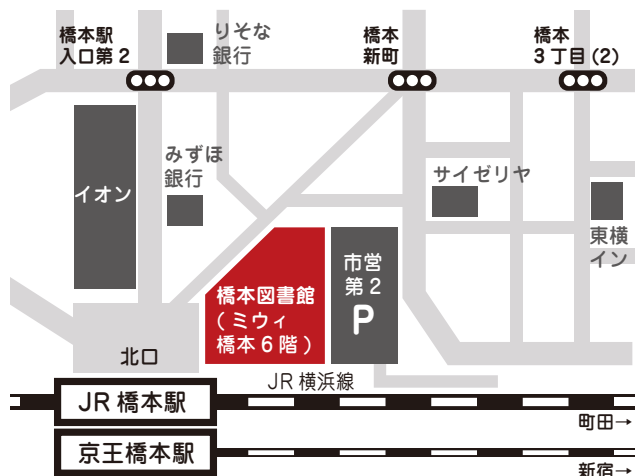 橋本駅
入口第2
りそな
銀行
橋本
新町
橋本
3丁目(2)
みずほ
銀行
イオン
サイゼリヤ
東横
イン
橋本図書館
(ミウィ
橋本6階)
市営
第2
P
北口
JR横浜線
JR橋本駅
町田→
京王橋本駅
新宿→